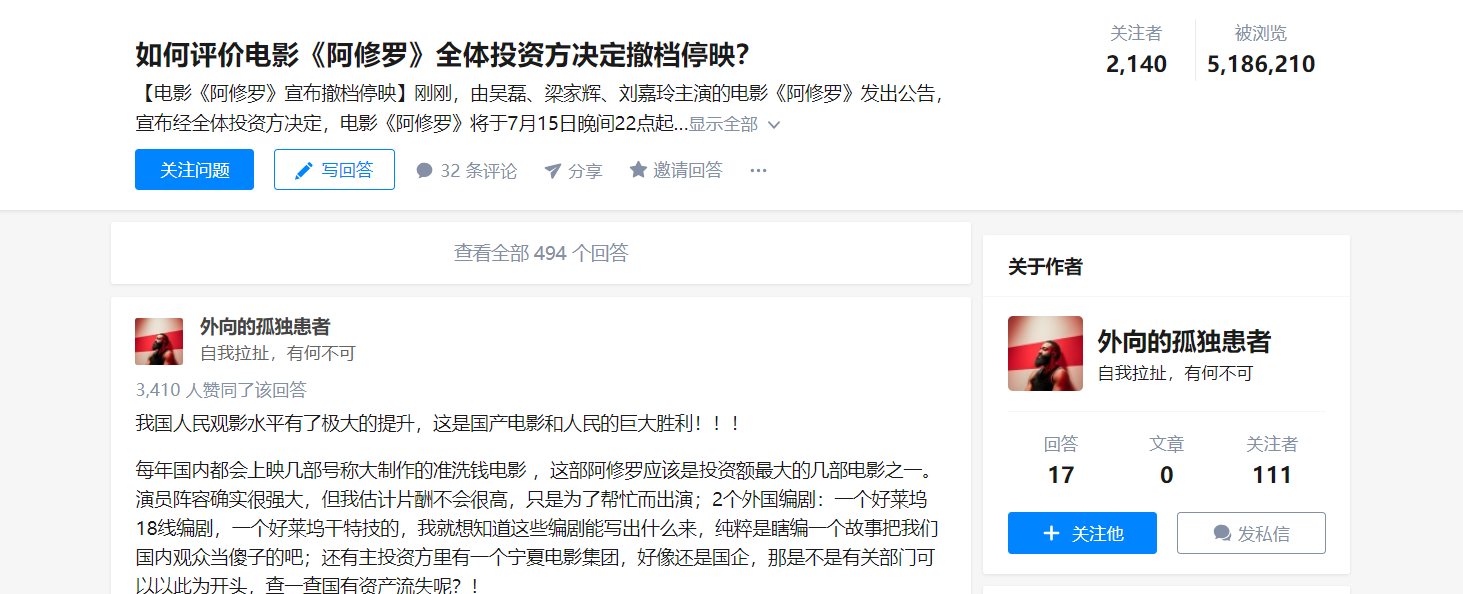 如何评价电影《阿修罗》全体投资方决定撤档停映？
关注者
被浏览
2,140
5,186,210
【电影《阿修罗》宣布撤档停映】刚刚，由吴磊、梁家辉、刘嘉玲主演的电影《阿修罗》发出公告，
宣布经全体投资方决定，电影《阿修罗》将于7月15日晚间22点起...显示全部
关注问题
写回答
32 条评论
分享
邀请回答
查看全部 494 个回答
外向的孤独患者
自我拉扯，有何不可
3,410 人赞同了该回答
我国人民观影水平有了极大的提升，这是国产电影和人民的巨大胜利！！！
每年国内都会上映几部号称大制作的准洗钱电影 ，这部阿修罗应该是投资额最大的几部电影之一。
演员阵容确实很强大，但我估计片酬不会很高，只是为了帮忙而出演；2个外国编剧：一个好莱坞
18线编剧，一个好莱坞干特技的，我就想知道这些编剧能写出什么来，纯粹是瞎编一个故事把我们
国内观众当傻子的吧；还有主投资方里有一个宁夏电影集团，好像还是国企，那是不是有关部门可
以以此为开头，查一查国有资产流失呢？！
关于作者
外向的孤独患者
自我拉扯，有何不可
回答
文章
关注者
17
0
111
关注他
发私信